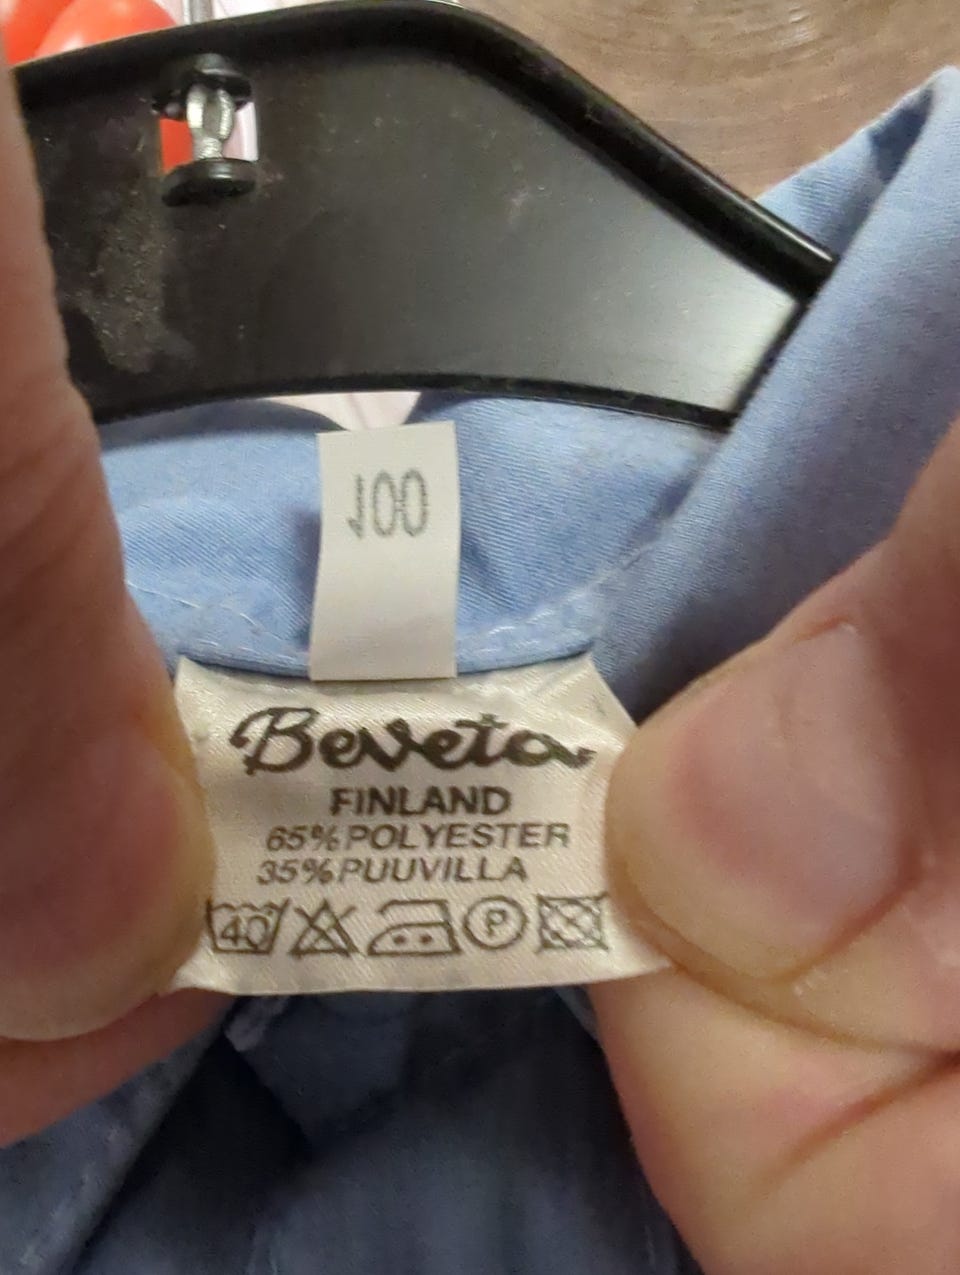 100
Beveta
FINLAND
65% POLYESTER
35% PUUVILLA
40 P